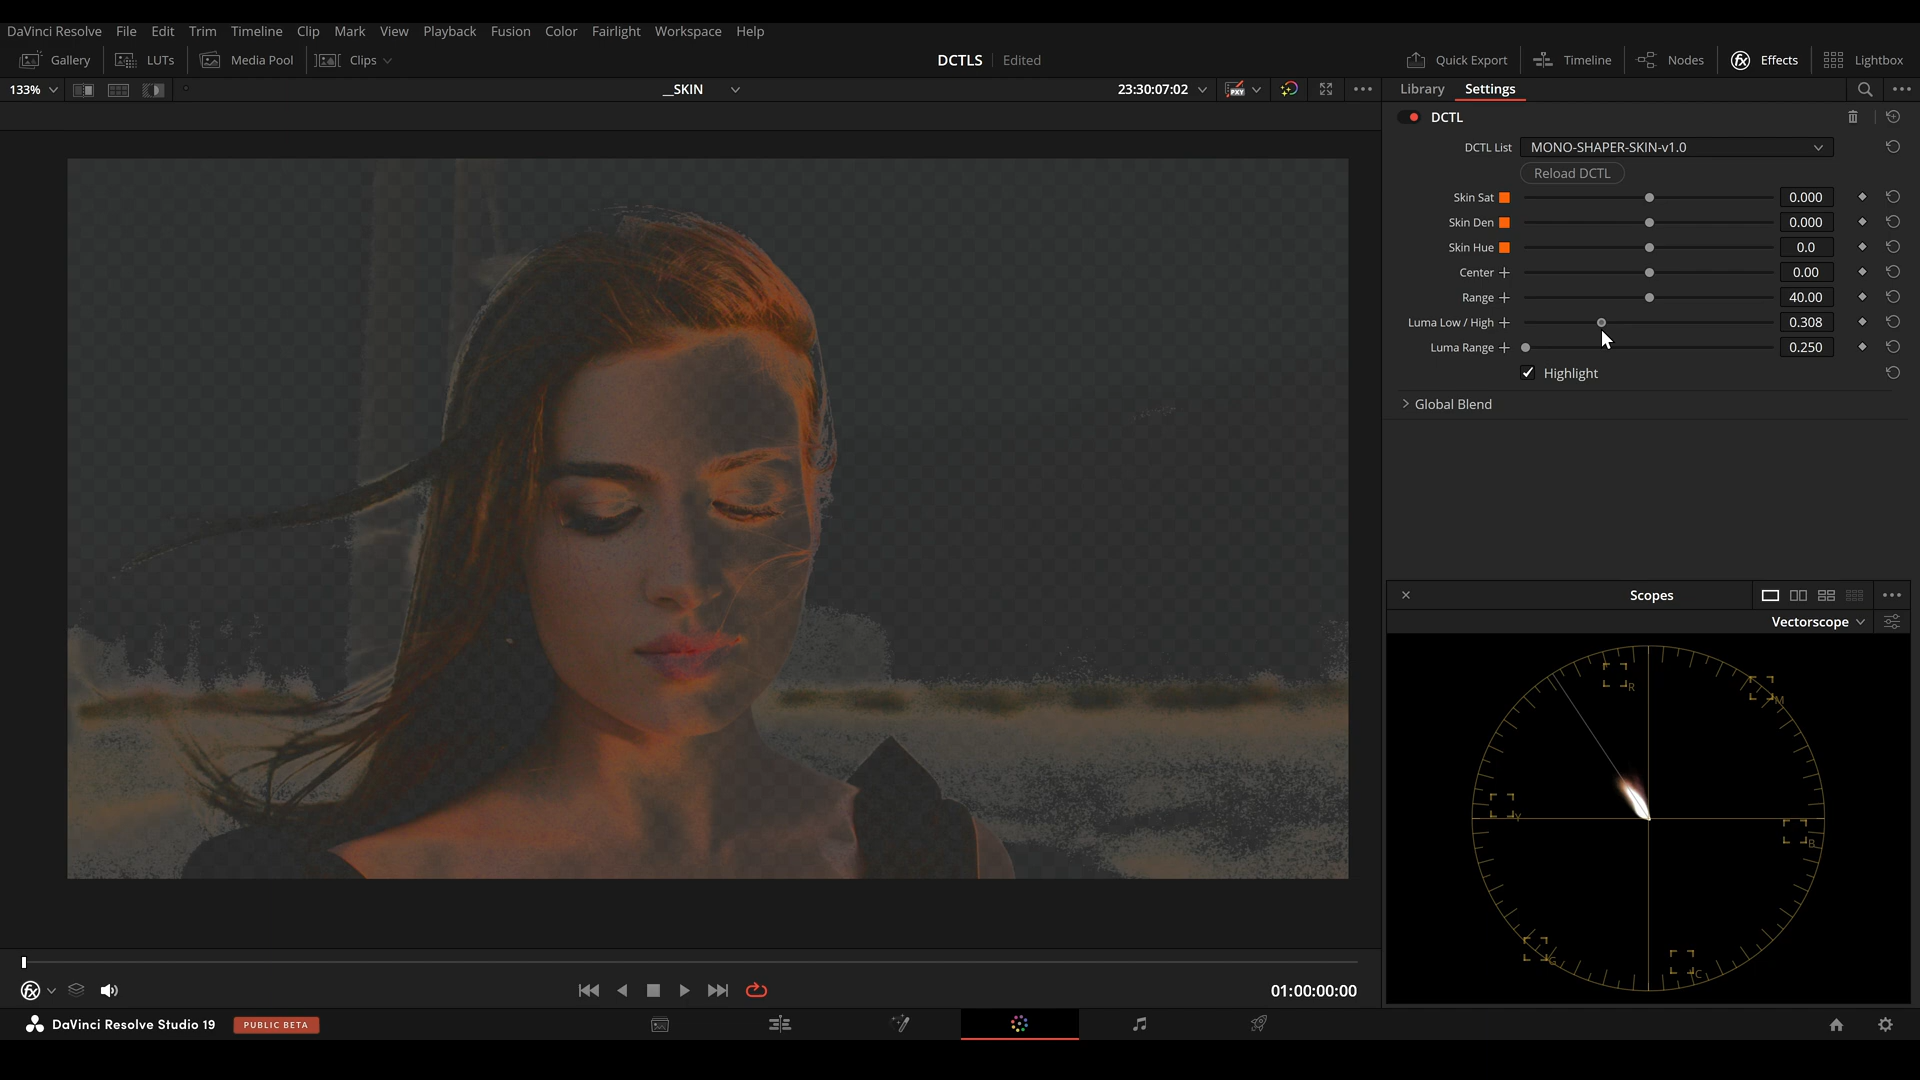 DaVinci Resolve File Edit Trim Timeline Clip Mark View Playback Fusion Color Fairlight Workspace Help
Gallery LUTs Media Pool Clips DCTLS Edited Quick Export Timeline Nodes Effects Lightbox
133% __SKIN 23:30:07:02 PXY Library Settings
DCTL
DCTL List MONO-SHAPER-SKIN-v1.0
Reload DCTL
Skin Sat 0.000
Skin Den 0.000
Skin Hue 0.0
Center 0.00
Range 40.00
Luma Low / High 0.308
Luma Range 0.250
Highlight
Global Blend
Scopes
Vectorscope
R
M
Y
B
G
C
01:00:00:00
DaVinci Resolve Studio 19 PUBLIC BETA